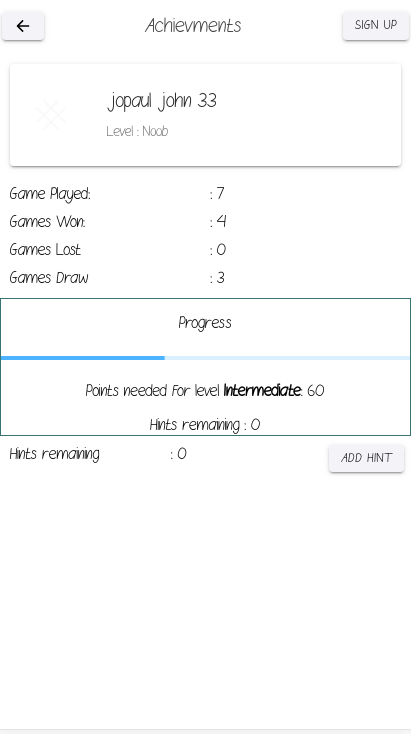 Achievments
SIGN UP
jopaul john 33
Level : Noob
Game Played: : 7
Games Won: : 4
Games Lost : 0
Games Draw : 3
Progress
Points needed For level Intermediate: 60
Hints remaining : 0
Hints remaining : 0
ADD HINT